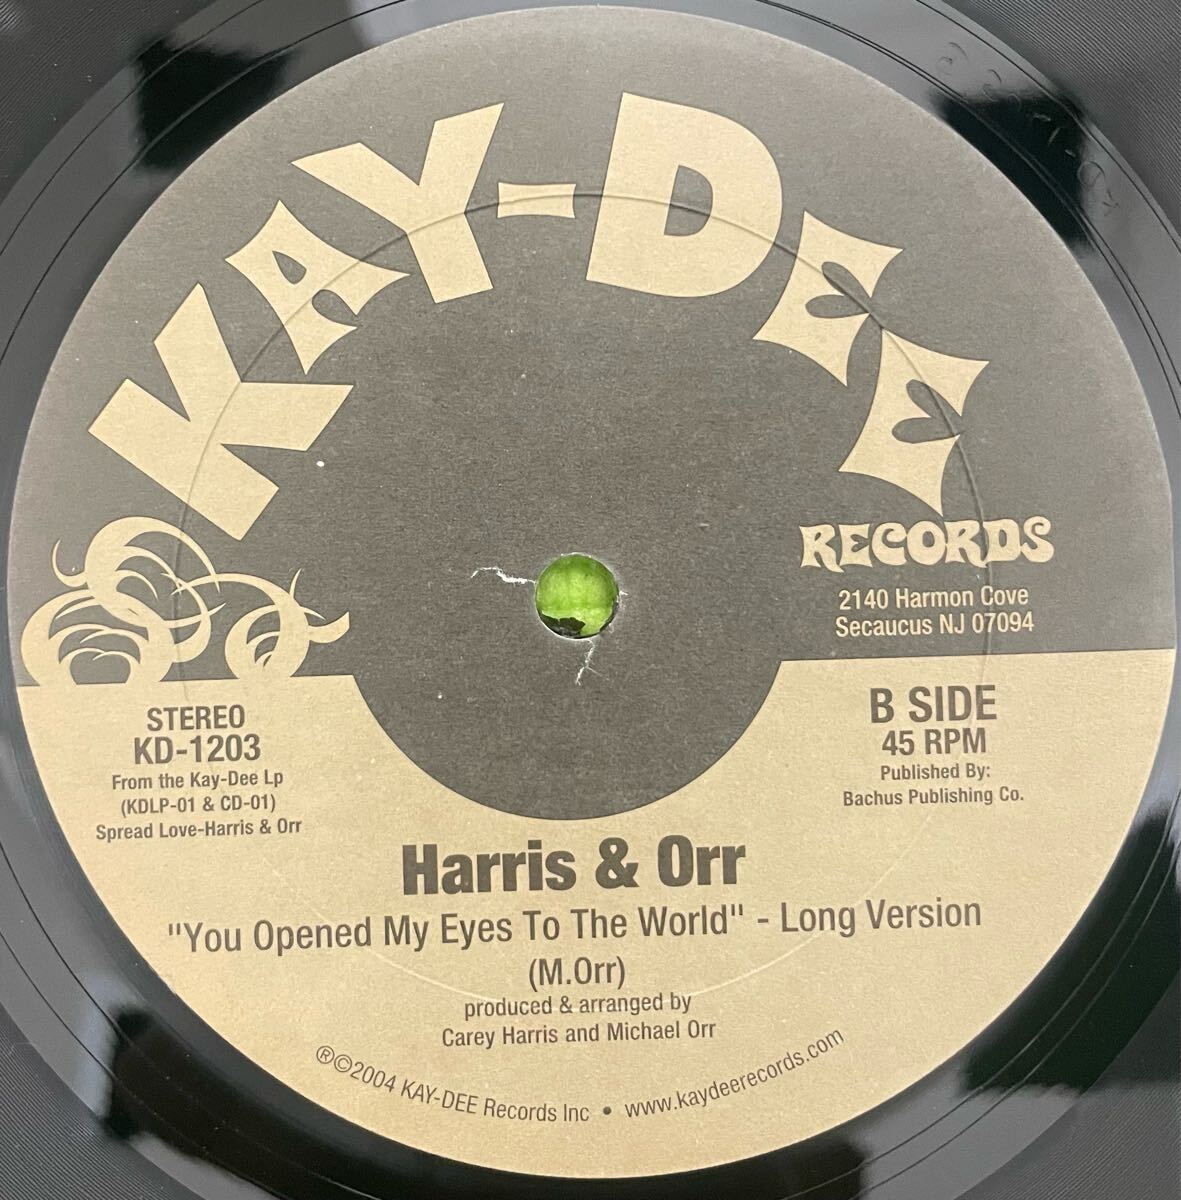 KAY-DEE
RECORDS
2140 Harmon Cove
Secaucus NJ 07094
STEREO
KD-1203
From the Kay-Dee Lp
(KDLP-01 & CD-01)
Spread Love-Harris & Orr
B SIDE
45 RPM
Published By:
Bachus Publishing Co.
Harris & Orr
"You Opened My Eyes To The World" - Long Version
(M.Orr)
produced & arranged by
Carey Harris and Michael Orr
®©2004 KAY-DEE Records Inc • www.kaydeerecords.com